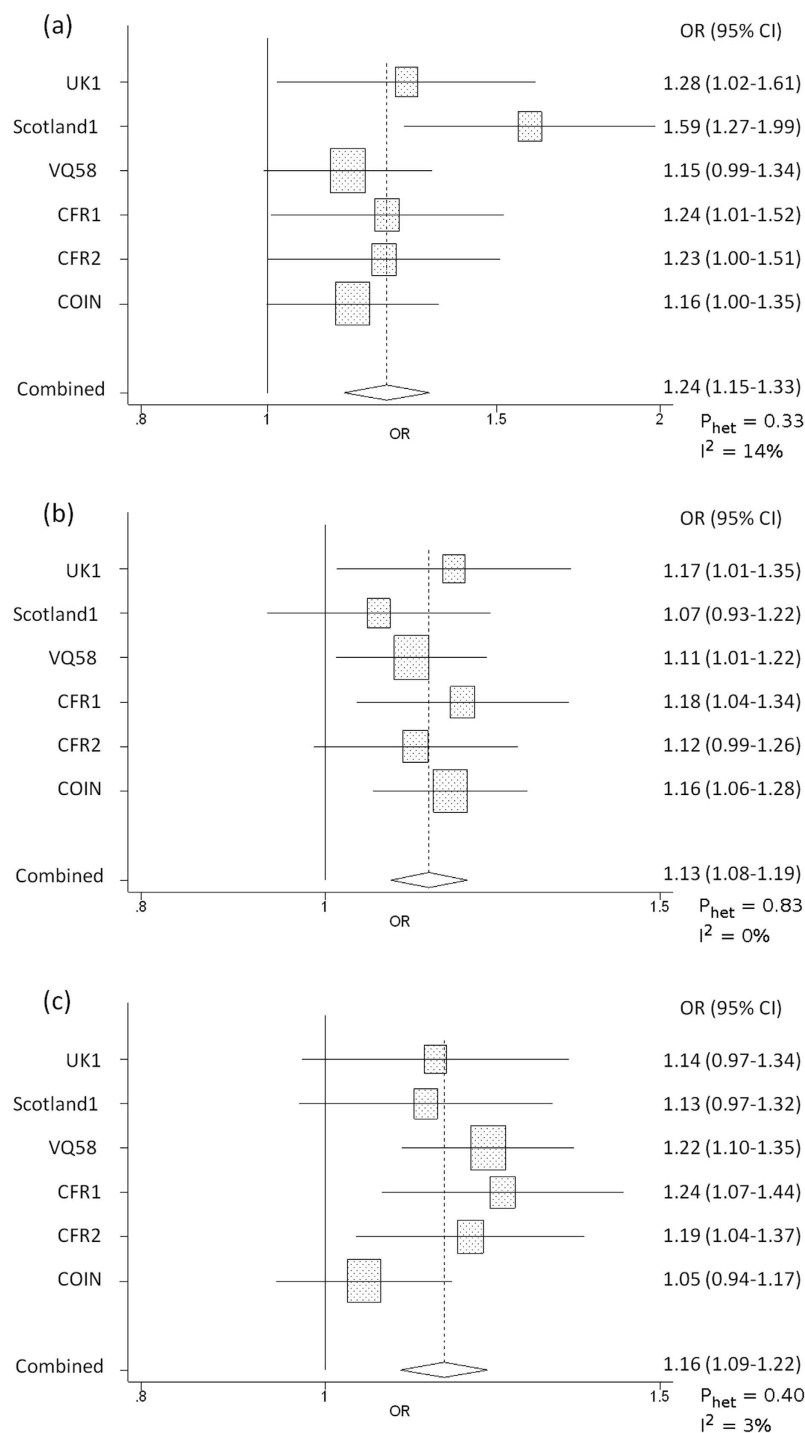 (a)
OR (95% CI)
UK1 1.28 (1.02-1.61)
Scotland1 1.59 (1.27-1.99)
VQ58 1.15 (0.99-1.34)
CFR1 1.24 (1.01-1.52)
CFR2 1.23 (1.00-1.51)
COIN 1.16 (1.00-1.35)
Combined 1.24 (1.15-1.33)
.8 1 1.5 2
OR
P_het = 0.33
I² = 14%
(b)
OR (95% CI)
UK1 1.17 (1.01-1.35)
Scotland1 1.07 (0.93-1.22)
VQ58 1.11 (1.01-1.22)
CFR1 1.18 (1.04-1.34)
CFR2 1.12 (0.99-1.26)
COIN 1.16 (1.06-1.28)
Combined 1.13 (1.08-1.19)
.8 1 1.5
OR
P_het = 0.83
I² = 0%
(c)
OR (95% CI)
UK1 1.14 (0.97-1.34)
Scotland1 1.13 (0.97-1.32)
VQ58 1.22 (1.10-1.35)
CFR1 1.24 (1.07-1.44)
CFR2 1.19 (1.04-1.37)
COIN 1.05 (0.94-1.17)
Combined 1.16 (1.09-1.22)
.8 1 1.5
OR
P_het = 0.40
I² = 3%